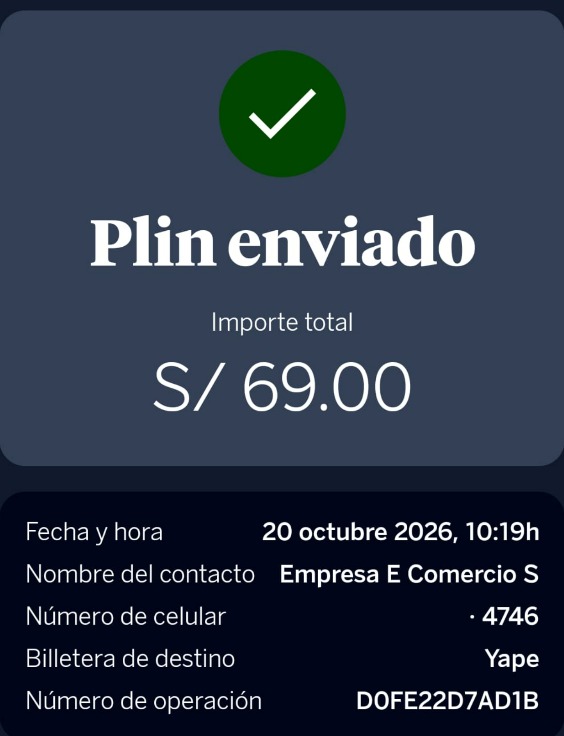 Plin enviado
Importe total
S/ 69.00
Fecha y hora 20 octubre 2026, 10:19h
Nombre del contacto Empresa E Comercio S
Número de celular · 4746
Billetera de destino Yape
Número de operación D0FE22D7AD1B